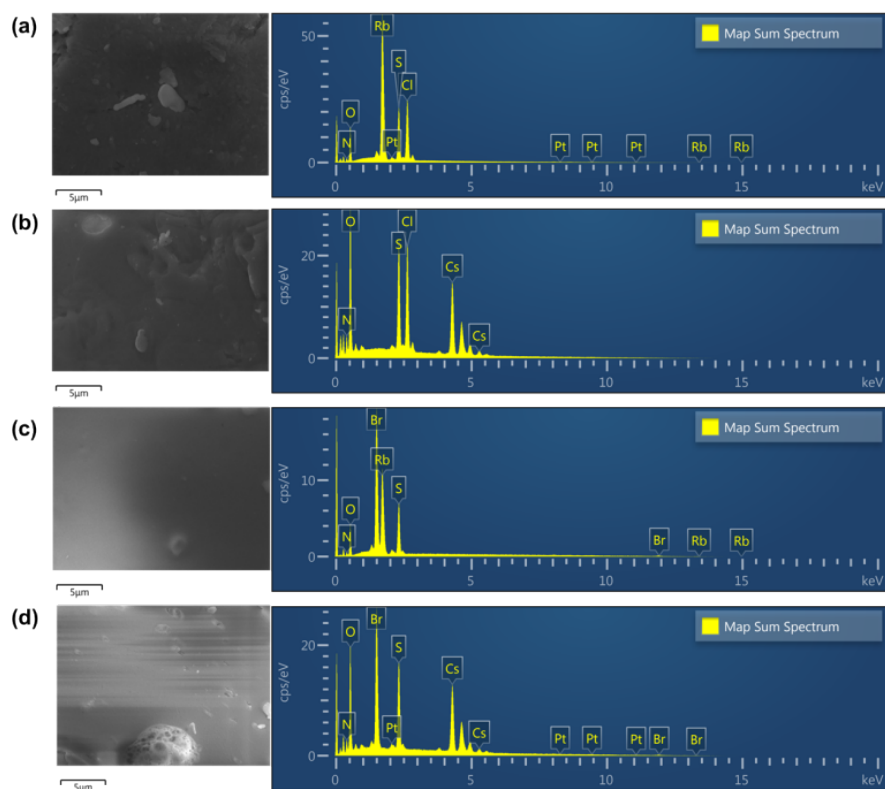 (a)
5μm
cps/eV
50
0
N
O
Rb
Pt
S
Cl
Pt
Pt
Pt
Rb
Rb
Map Sum Spectrum
0
5
10
15
keV
(b)
5μm
cps/eV
20
0
N
O
S
Cl
Cs
Cs
Map Sum Spectrum
0
5
10
15
keV
(c)
5μm
cps/eV
10
0
N
O
Br
Rb
S
Br
Rb
Rb
Map Sum Spectrum
0
5
10
15
keV
(d)
5μm
cps/eV
20
0
N
O
Br
Pt
S
Cs
Cs
Pt
Pt
Pt
Br
Br
Map Sum Spectrum
0
5
10
15
keV